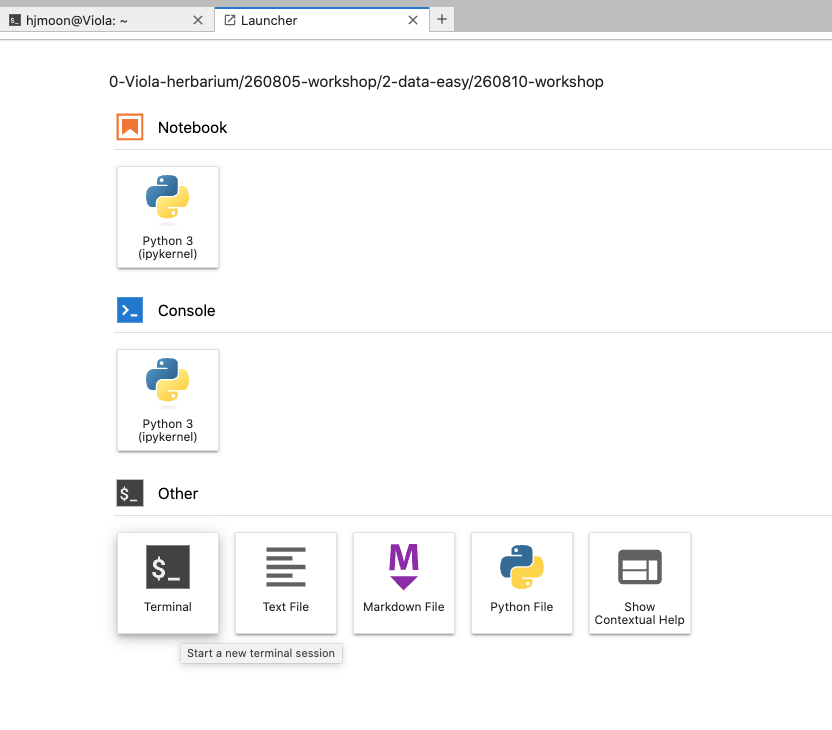 hjmoon@Viola: ~
Launcher
0-Viola-herbarium/260805-workshop/2-data-easy/260810-workshop
Notebook
Python 3
(ipykernel)
Console
Python 3
(ipykernel)
$_ Other
$_
Terminal
Text File
M
Markdown File
Python File
Show
Contextual Help
Start a new terminal session